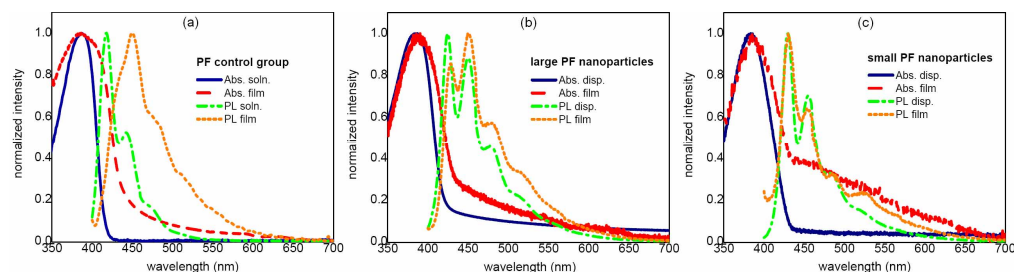 (a)
normalized intensity
1.0
0.8
0.6
0.4
0.2
0.0
350 400 450 500 550 600 650 700
wavelength (nm)
PF control group
Abs. soln.
Abs. film
PL soln.
PL film
(b)
normalized intensity
1.0
0.8
0.6
0.4
0.2
0.0
350 400 450 500 550 600 650 700
wavelength (nm)
large PF nanoparticles
Abs. disp.
Abs. film
PL disp.
PL film
(c)
normalized intensity
1.0
0.8
0.6
0.4
0.2
0.0
350 400 450 500 550 600 650 700
wavelength (nm)
small PF nanoparticles
Abs. disp.
Abs. film
PL disp.
PL film